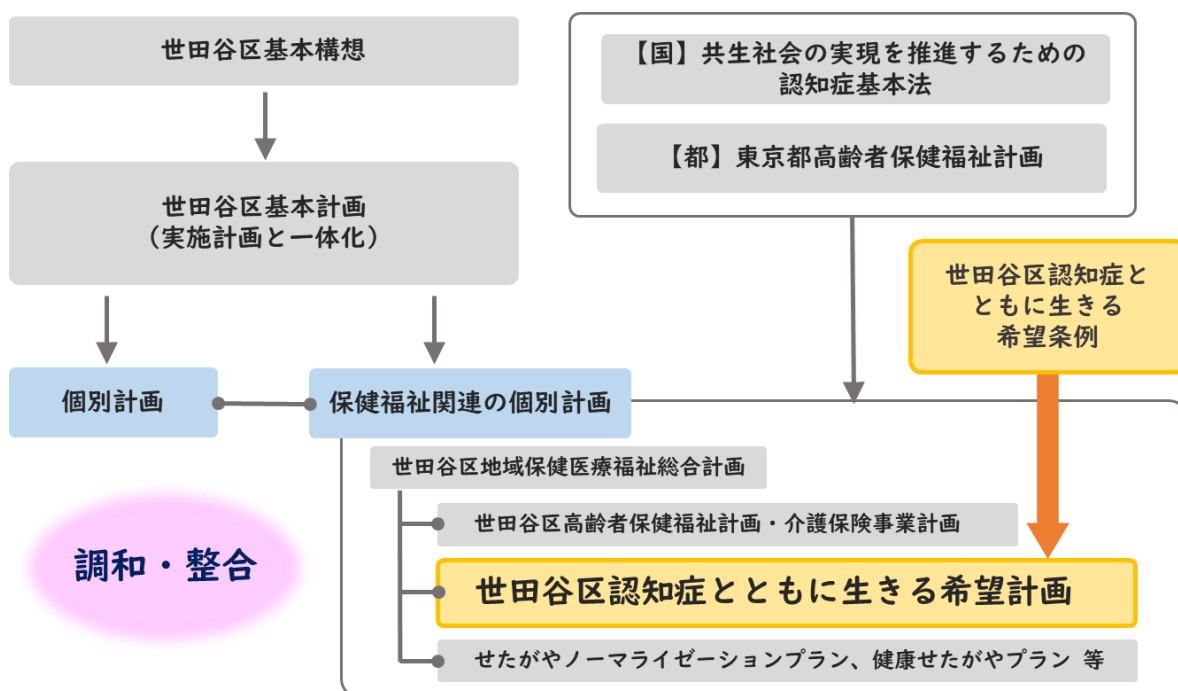 世田谷区基本構想
【国】共生社会の実現を推進するための
認知症基本法
【都】東京都高齢者保健福祉計画
世田谷区基本計画
（実施計画と一体化）
世田谷区認知症と
ともに生きる
希望条例
個別計画
保健福祉関連の個別計画
世田谷区地域保健医療福祉総合計画
世田谷区高齢者保健福祉計画・介護保険事業計画
世田谷区認知症とともに生きる希望計画
せたがやノーマライゼーションプラン、健康せたがやプラン 等
調和・整合